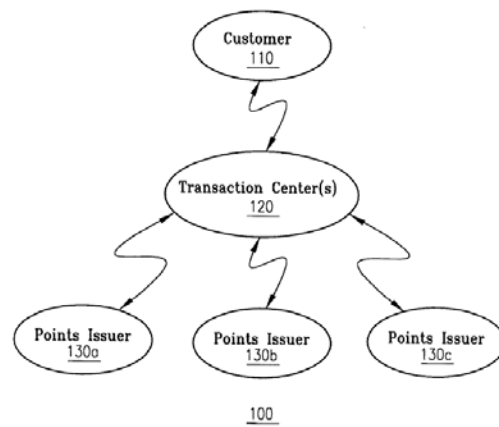 Customer
110
Transaction Center(s)
120
Points Issuer
130a
Points Issuer
130b
Points Issuer
130c
100